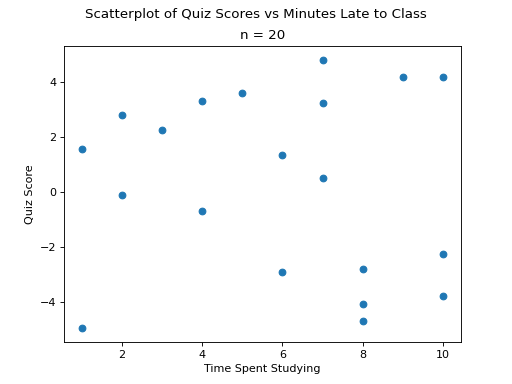 Scatterplot of Quiz Scores vs Minutes Late to Class
n = 20
4
2
0
−2
−4
Quiz Score
2 4 6 8 10
Time Spent Studying